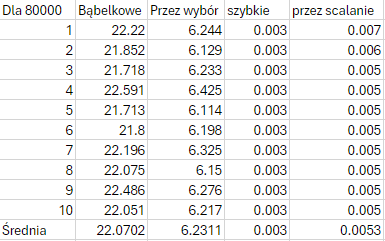 Dla 80000 Bąbelkowe Przez wybór szybkie przez scalanie
1 22.22 6.244 0.003 0.007
2 21.852 6.129 0.003 0.006
3 21.718 6.233 0.003 0.005
4 22.591 6.425 0.003 0.005
5 21.713 6.114 0.003 0.005
6 21.8 6.198 0.003 0.005
7 22.196 6.325 0.003 0.005
8 22.075 6.15 0.003 0.005
9 22.486 6.276 0.003 0.005
10 22.051 6.217 0.003 0.005
Średnia 22.0702 6.2311 0.003 0.0053